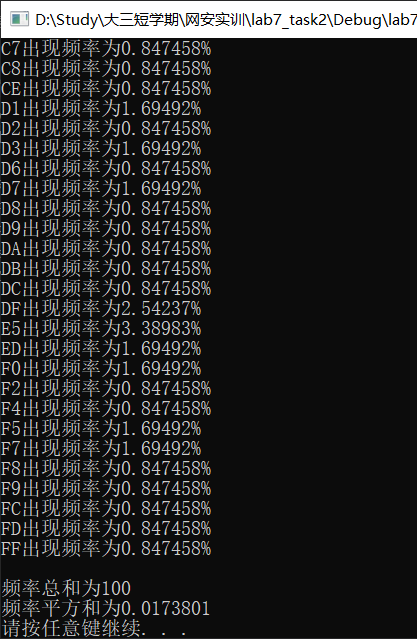 D:\Study\大三短学期\网安实训\lab7_task2\Debug\lab7
C7出现频率为0.847458%
C8出现频率为0.847458%
CE出现频率为0.847458%
D1出现频率为1.69492%
D2出现频率为0.847458%
D3出现频率为1.69492%
D6出现频率为0.847458%
D7出现频率为1.69492%
D8出现频率为0.847458%
D9出现频率为0.847458%
DA出现频率为0.847458%
DB出现频率为0.847458%
DC出现频率为0.847458%
DF出现频率为2.54237%
E5出现频率为3.38983%
ED出现频率为1.69492%
F0出现频率为1.69492%
F2出现频率为0.847458%
F4出现频率为0.847458%
F5出现频率为1.69492%
F7出现频率为1.69492%
F8出现频率为0.847458%
F9出现频率为0.847458%
FC出现频率为0.847458%
FD出现频率为0.847458%
FF出现频率为0.847458%
频率总和为100
频率平方和为0.0173801
请按任意键继续. . .